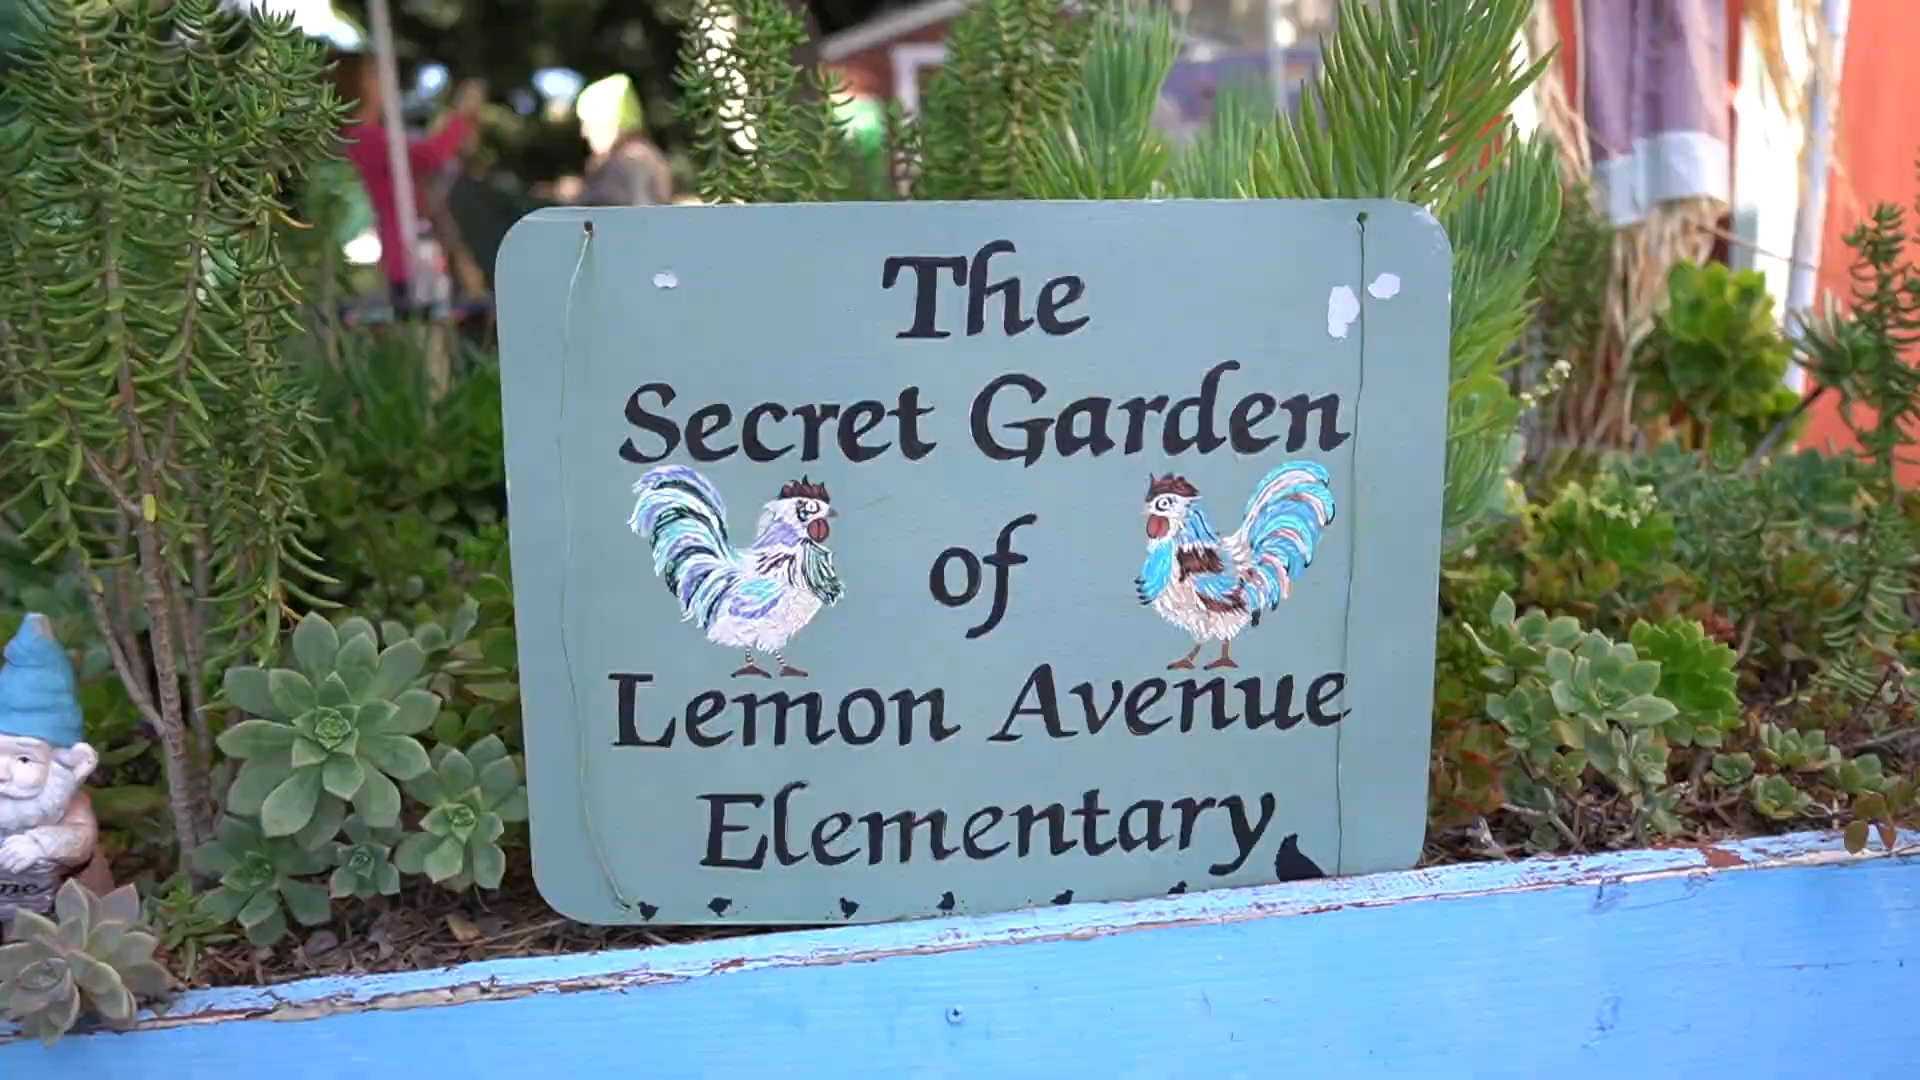 The
Secret Garden
of
Lemon Avenue
Elementary